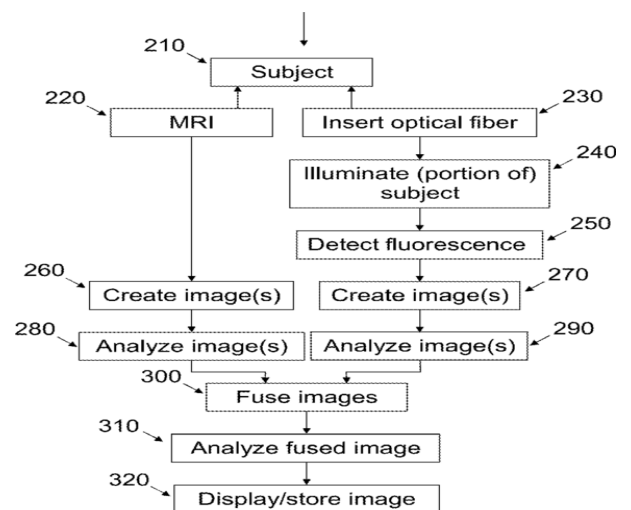 210
Subject
220
MRI
Insert optical fiber
230
Illuminate (portion of)
subject
240
Detect fluorescence
250
260
Create image(s)
Create image(s)
270
280
Analyze image(s)
Analyze image(s)
290
300
Fuse images
310
Analyze fused image
320
Display/store image